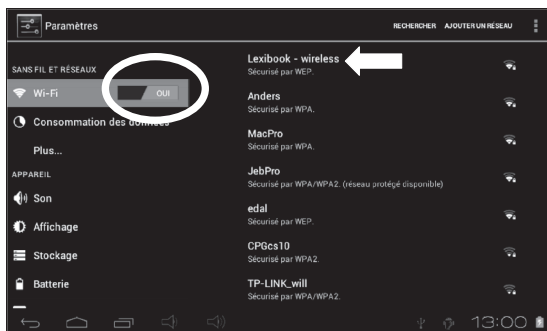 Paramètres
RECHERCHER AJOUTER UN RÉSEAU
SANS FIL ET RÉSEAUX
Wi-Fi OUI
Consommation des données
Plus...
APPAREIL
Son
Affichage
Stockage
Batterie
Lexibook - wireless
Sécurisé par WEP.
Anders
Sécurisé par WPA.
MacPro
Sécurisé par WPA.
JebPro
Sécurisé par WPA/WPA2. (réseau protégé disponible)
edal
Sécurisé par WEP.
CPGcs10
Sécurisé par WPA2.
TP-LINK_will
Sécurisé par WPA/WPA2.
13:00